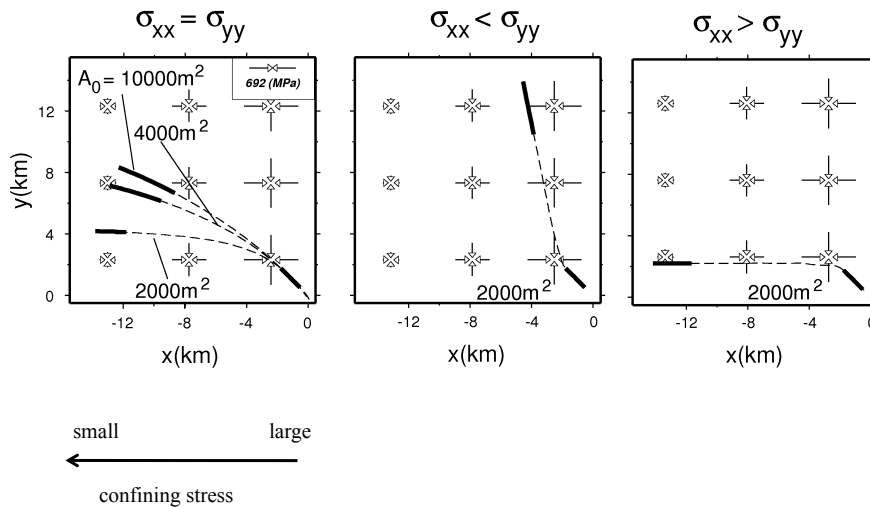 σxx = σyy
σxx < σyy
σxx > σyy
A0 = 10000m2
692 (MPa)
4000m2
2000m2
2000m2
2000m2
y(km)
12
8
4
0
-12 -8 -4 0
-12 -8 -4 0
-12 -8 -4 0
x(km)
x(km)
x(km)
small large
confining stress